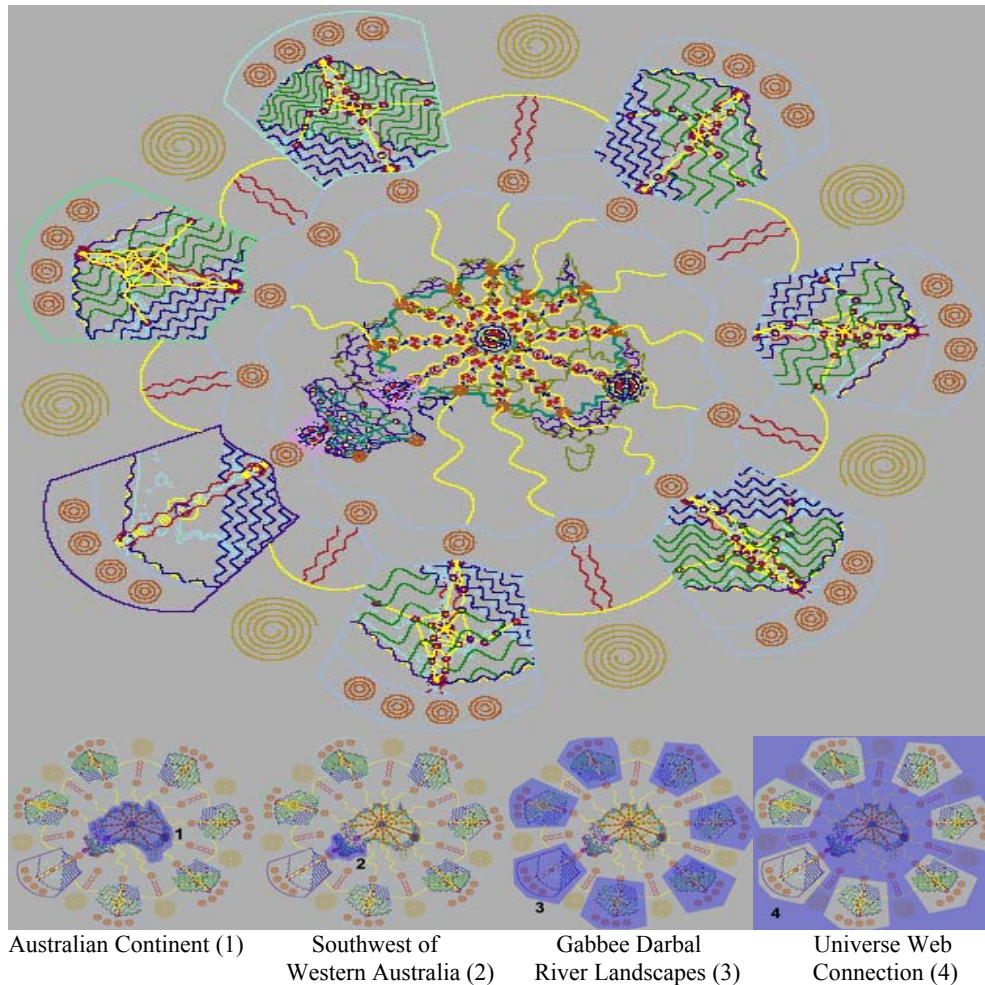 1
2
3
4
Australian Continent (1)
Southwest of
Western Australia (2)
Gabbee Darbal
River Landscapes (3)
Universe Web
Connection (4)